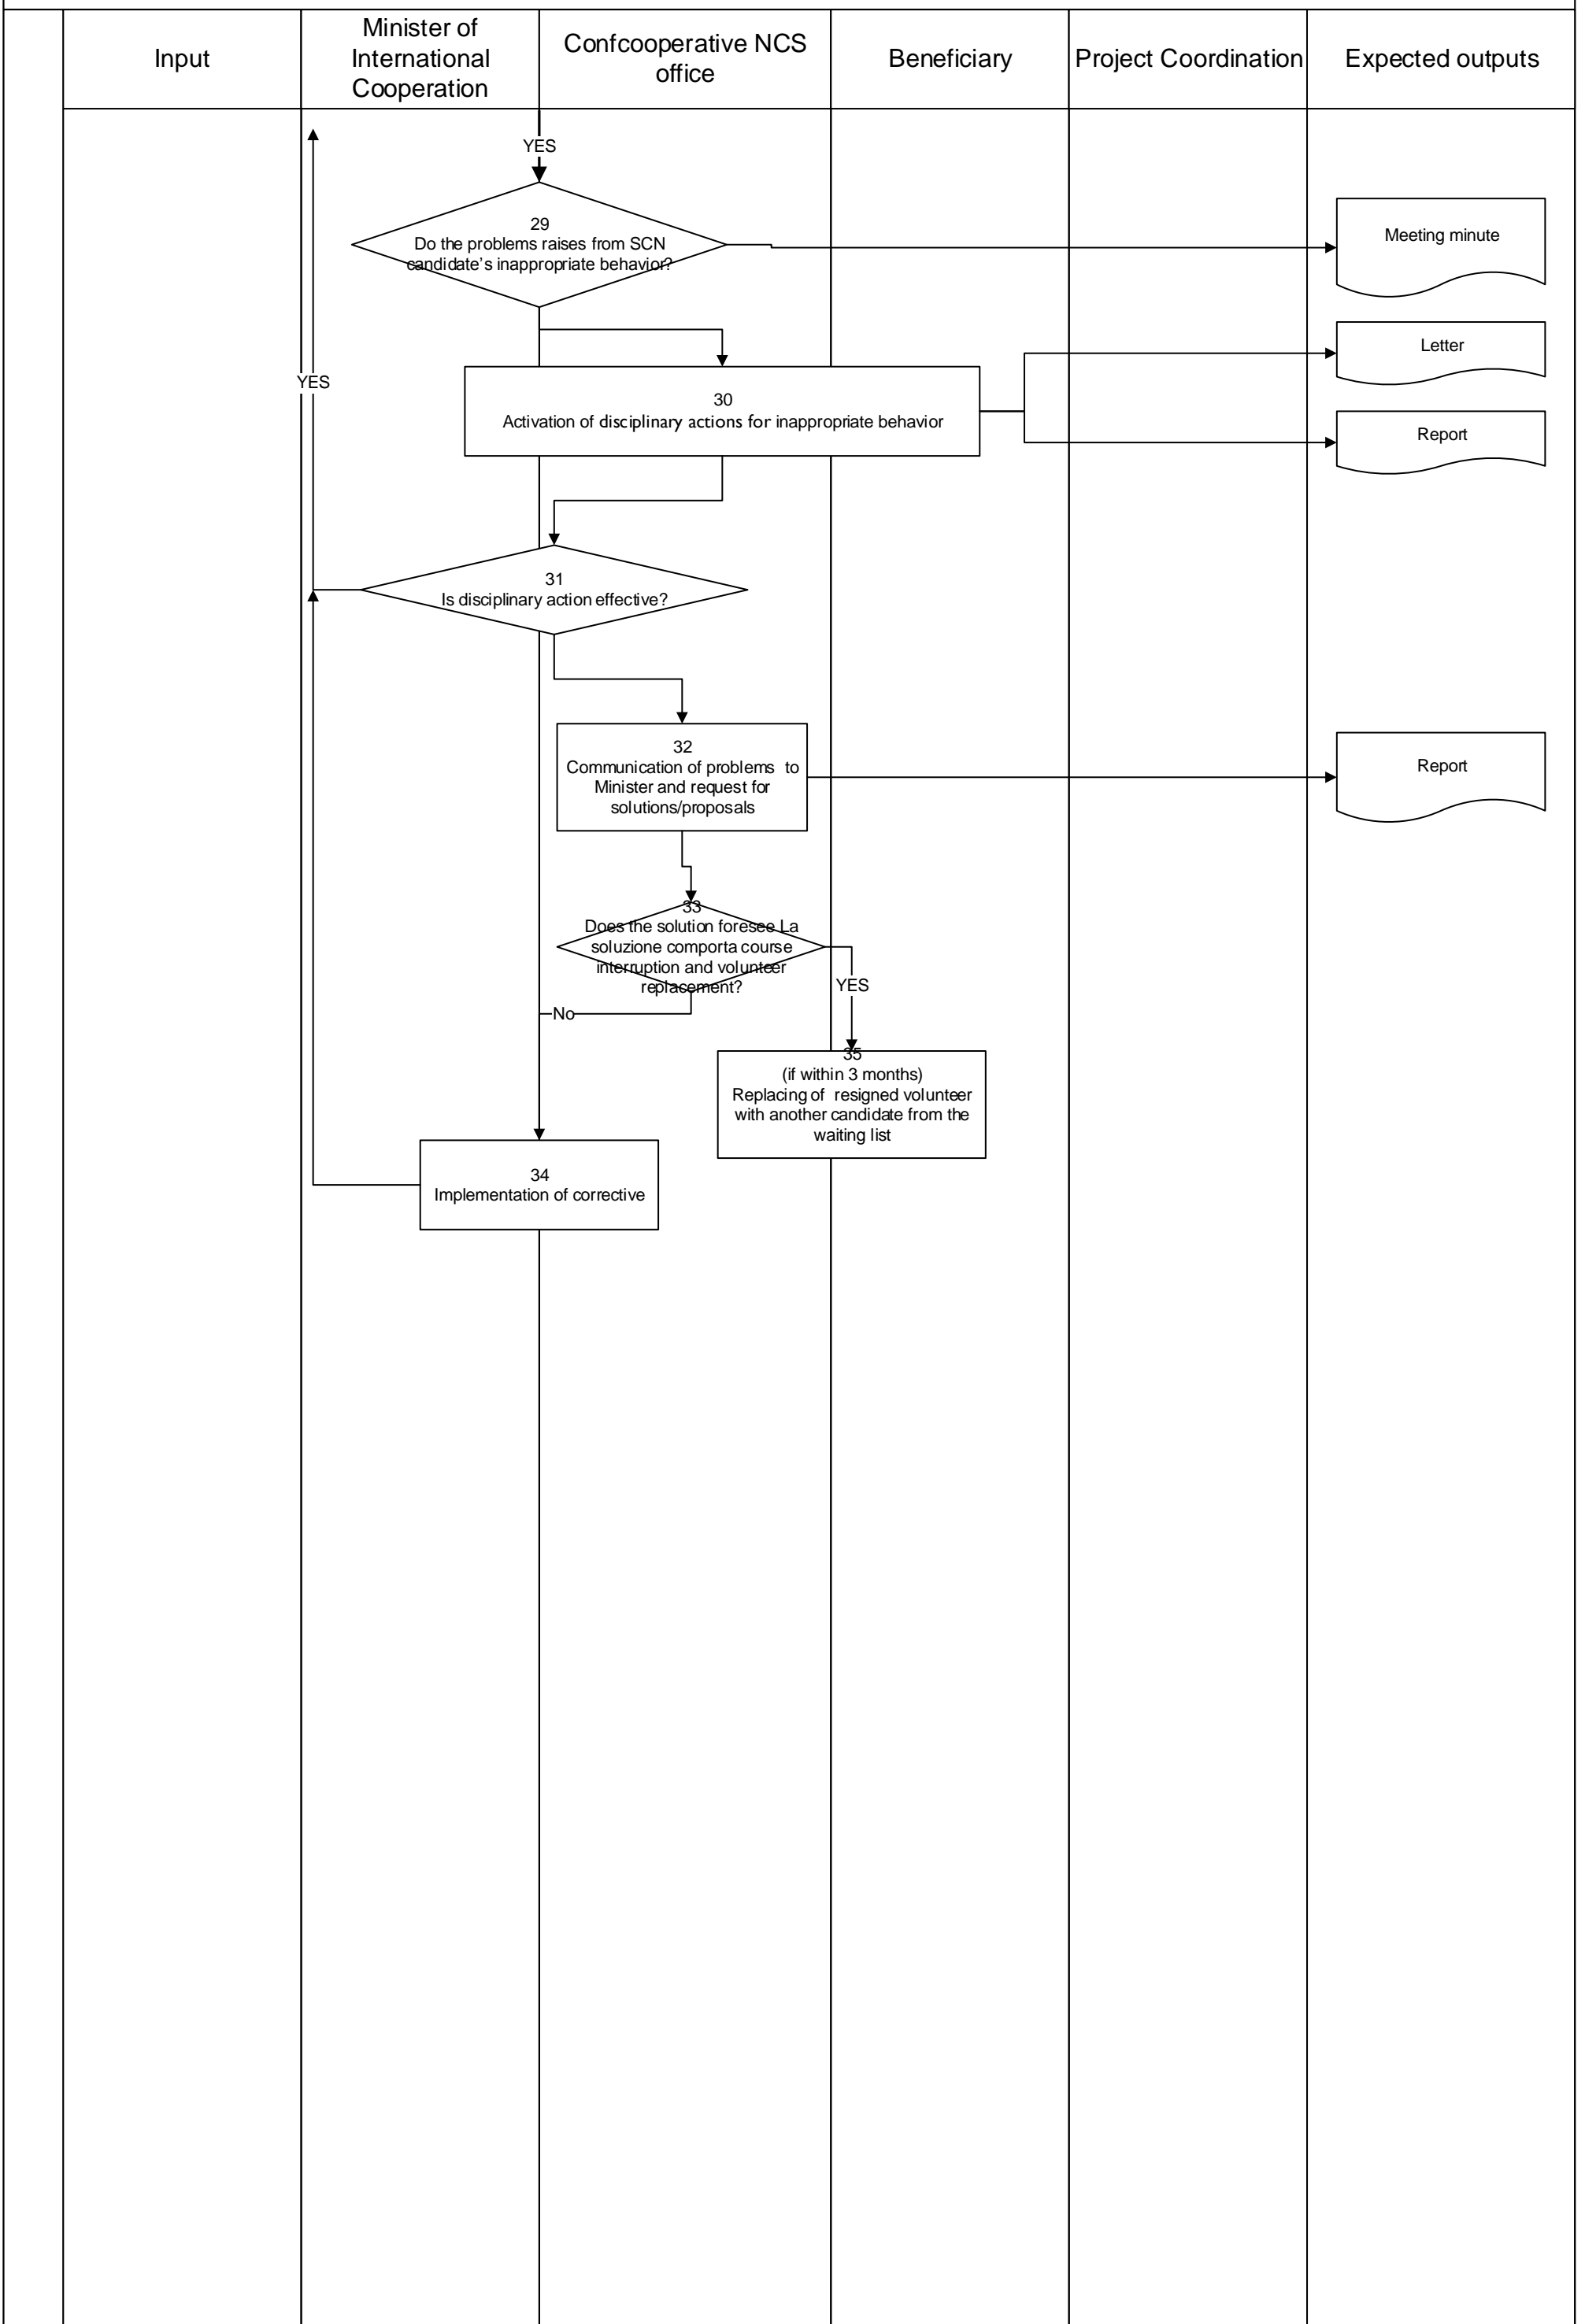 Input
Minister of
International
Cooperation
Confcooperative NCS
office
Beneficiary
Project Coordination
Expected outputs
YES
29
Do the problems raises from SCN
candidate's inappropriate behavior?
Meeting minute
Letter
YES
30
Activation of disciplinary actions for inappropriate behavior
Report
31
Is disciplinary action effective?
32
Communication of problems to
Minister and request for
solutions/proposals
Report
33
Does the solution foresee La
soluzione comporta course
interruption and volunteer
replacement?
YES
No
35
(if within 3 months)
Replacing of resigned volunteer
with another candidate from the
waiting list
34
Implementation of corrective